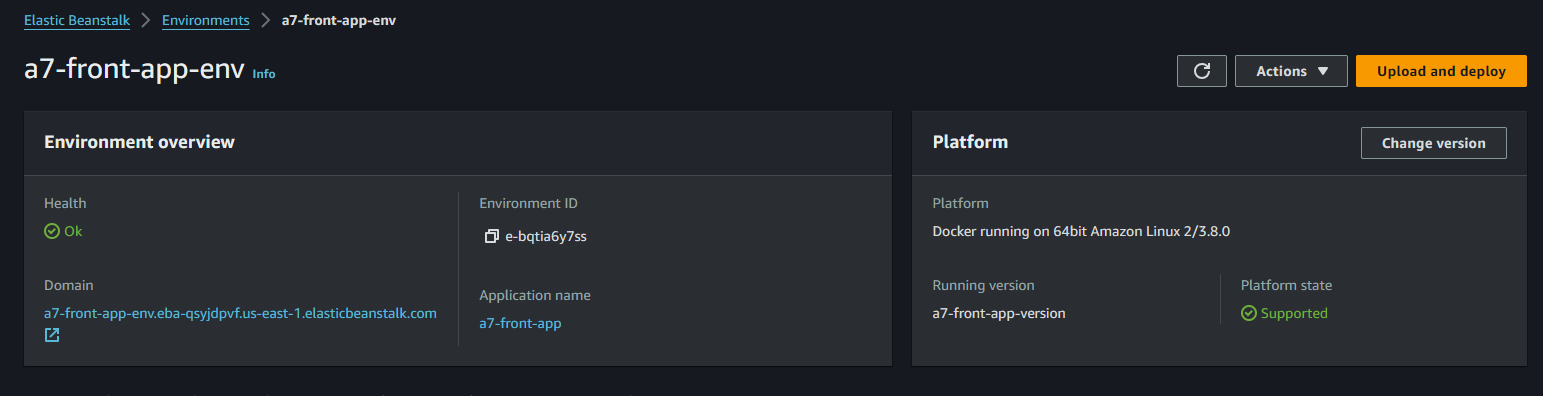 Elastic Beanstalk > Environments > a7-front-app-env
a7-front-app-env Info
Actions
Upload and deploy
Environment overview
Health
Ok
Domain
a7-front-app-env.eba-qsyjdpvf.us-east-1.elasticbeanstalk.com
Environment ID
e-bqtia6y7ss
Application name
a7-front-app
Platform
Change version
Platform
Docker running on 64bit Amazon Linux 2/3.8.0
Running version
a7-front-app-version
Platform state
Supported